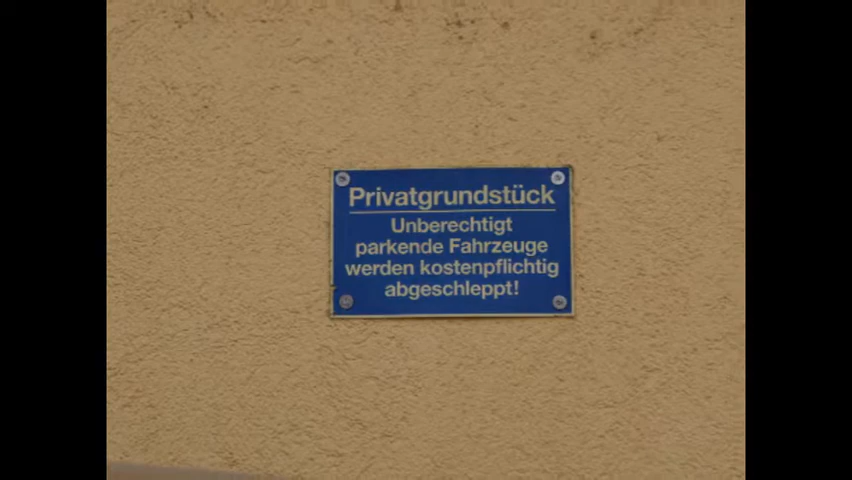 Privatgrundstück
Unberechtigt
parkende Fahrzeuge
werden kostenpflichtig
abgeschleppt!